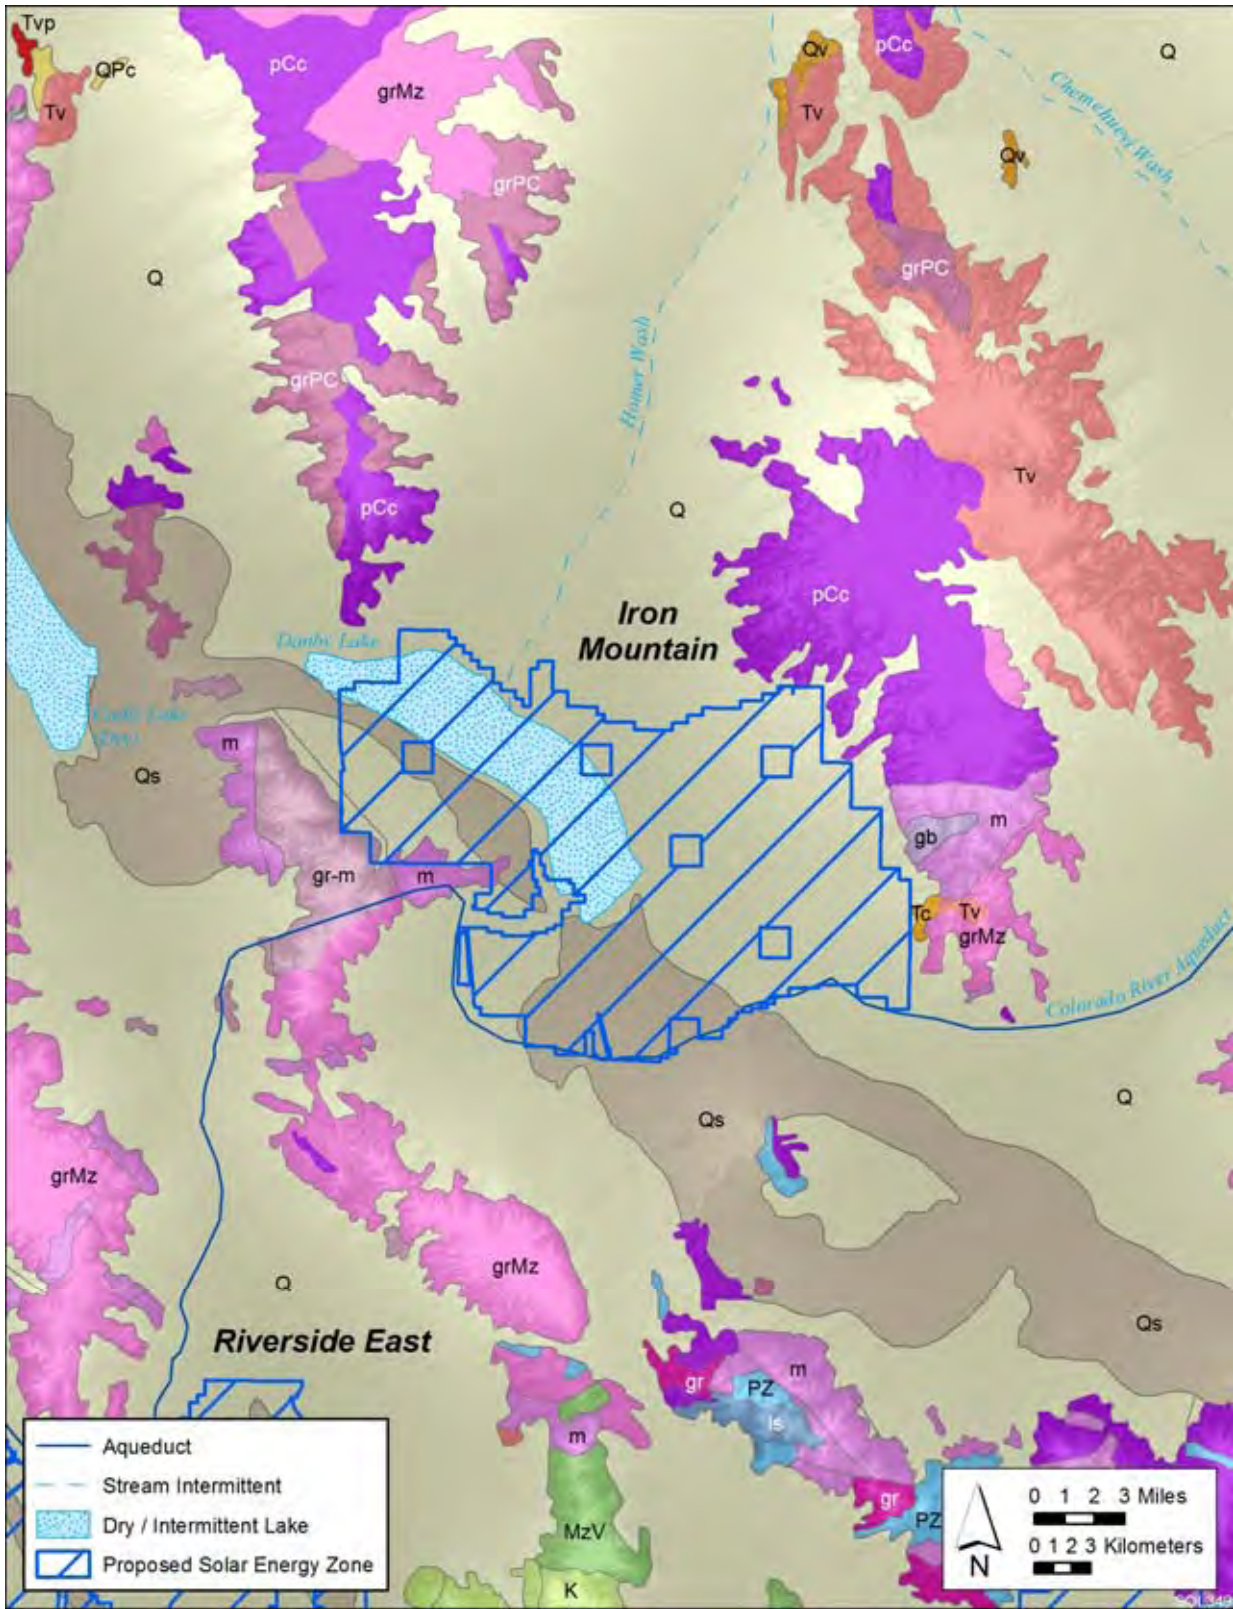 Tvp
QPc
Tv
pCc
grMz
Qv
Tv
pCc
Q
Chemehuevi Wash
Qv
grPC
Q
grPC
Homer Wash
grPC
Tv
pCc
Q
pCc
Iron
Mountain
Danby Lake
Cadiz Lake
(Dry)
m
Qs
gr-m
m
gb
m
Tc
Tv
grMz
Colorado River Aqueduct
Qs
Q
grMz
grMz
Q
Qs
Riverside East
gr
PZ
m
ls
m
gr
PZ
MzV
K
Aqueduct
Stream Intermittent
Dry / Intermittent Lake
Proposed Solar Energy Zone
0 1 2 3 Miles
0 1 2 3 Kilometers
N